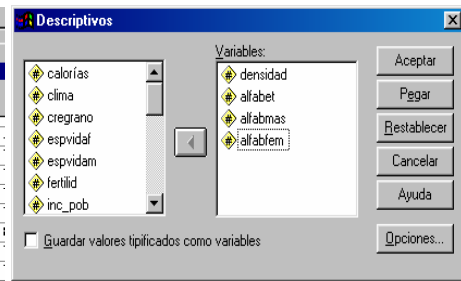 Descriptivos
calorías
clima
cregrano
espvidaf
espvidam
fertilid
inc_pob
Variables:
densidad
alfabet
alfabmas
alfabfem
Aceptar
Pegar
Restablecer
Cancelar
Ayuda
Opciones...
Guardar valores tipificados como variables